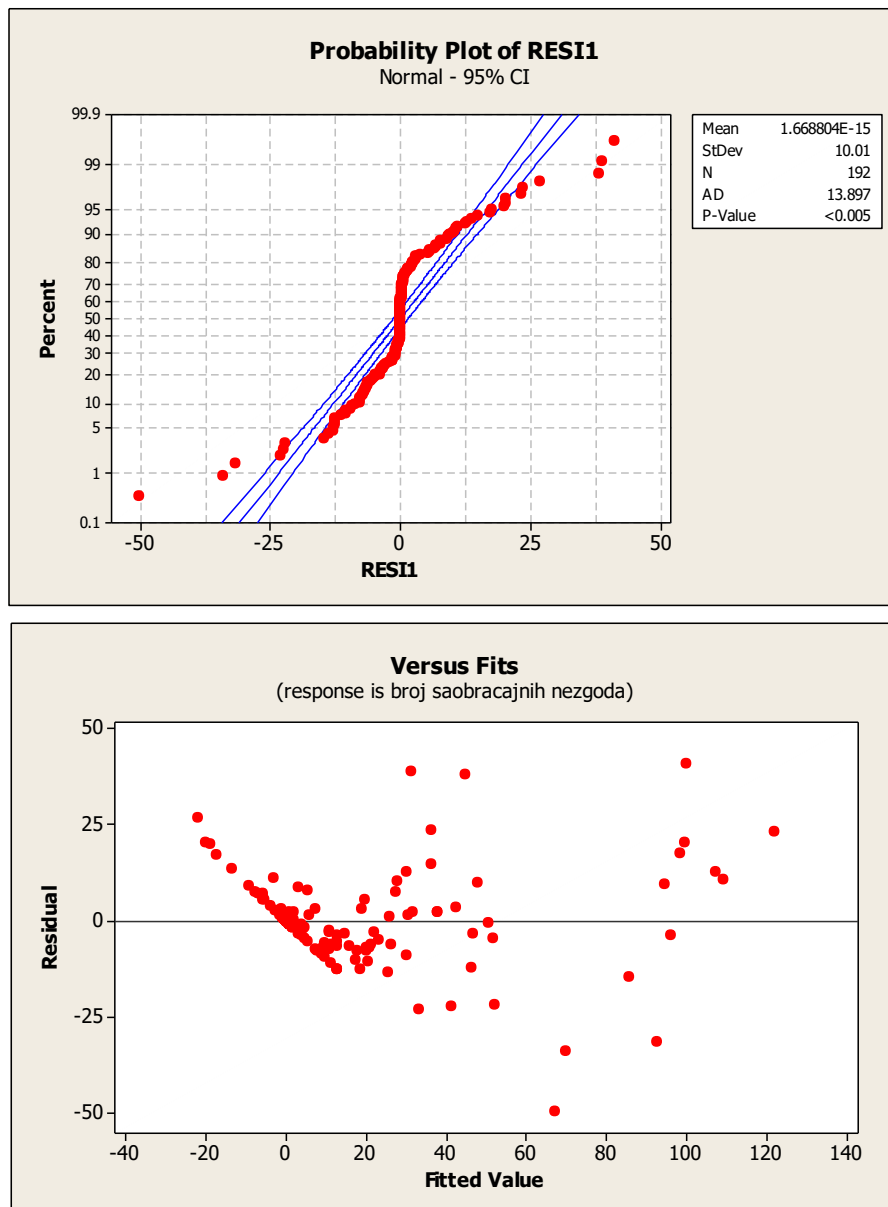 Probability Plot of RESI1
Normal - 95% CI
99.9
99
95
90
80
70
60
50
40
30
20
10
5
1
0.1
Percent
-50 -25 0 25 50
RESI1
Mean 1.668804E-15
StDev 10.01
N 192
AD 13.897
P-Value <0.005
Versus Fits
(response is broj saobracajnih nezgoda)
50
25
0
-25
-50
Residual
-40 -20 0 20 40 60 80 100 120 140
Fitted Value